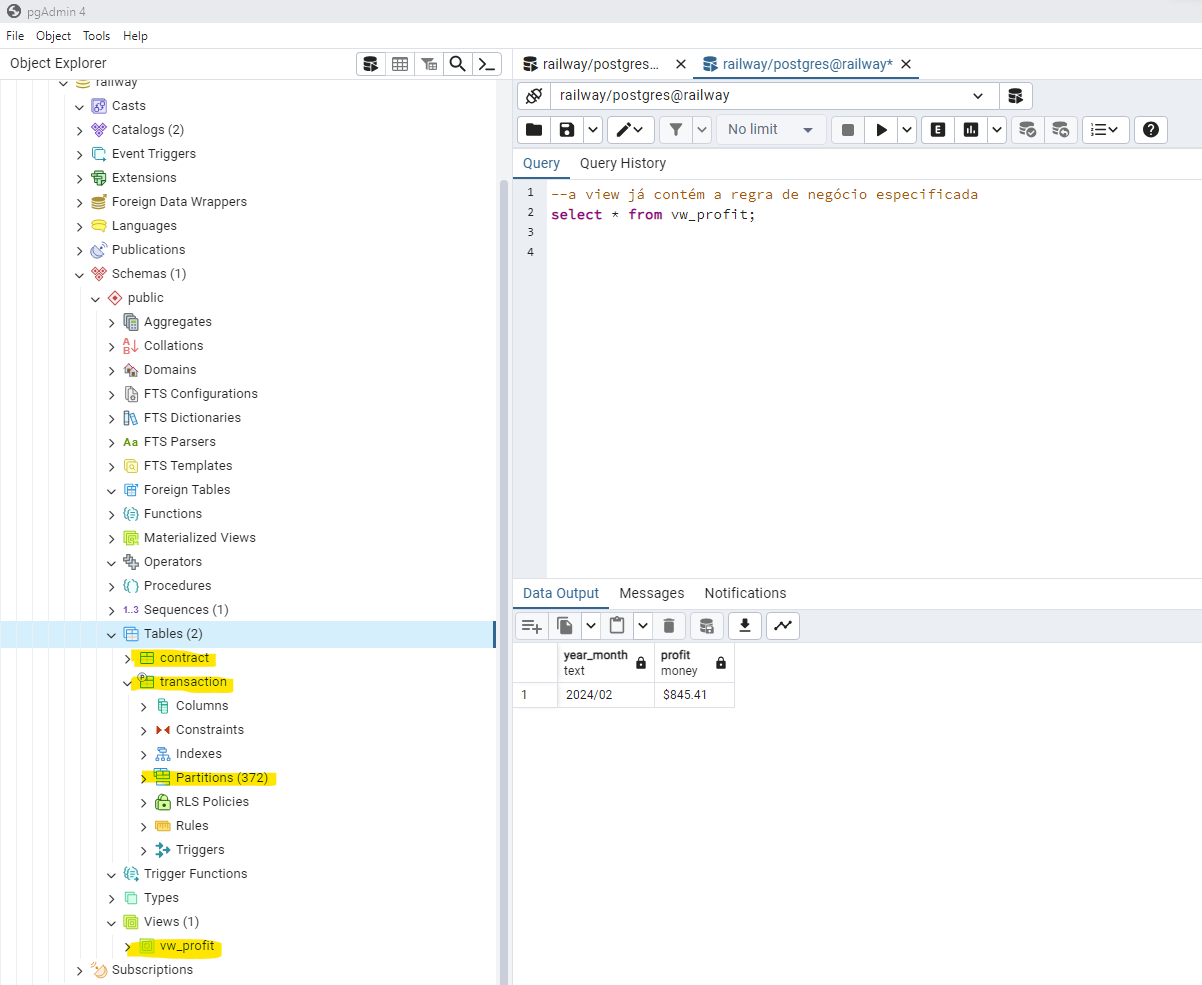 pgAdmin 4
File Object Tools Help
Object Explorer
railway
Casts
Catalogs (2)
Event Triggers
Extensions
Foreign Data Wrappers
Languages
Publications
Schemas (1)
public
Aggregates
Collations
Domains
FTS Configurations
FTS Dictionaries
Aa FTS Parsers
FTS Templates
Foreign Tables
Functions
Materialized Views
Operators
Procedures
1..3 Sequences (1)
Tables (2)
contract
transaction
Columns
Constraints
Indexes
Partitions (372)
RLS Policies
Rules
Triggers
Trigger Functions
Types
Views (1)
vw_profit
Subscriptions
railway/postgres... railway/postgres@railway*
railway/postgres@railway
No limit E
Query Query History
1 --a view já contém a regra de negócio especificada
2 select * from vw_profit;
3
4
Data Output Messages Notifications
year_month profit
text money
1 2024/02 $845.41